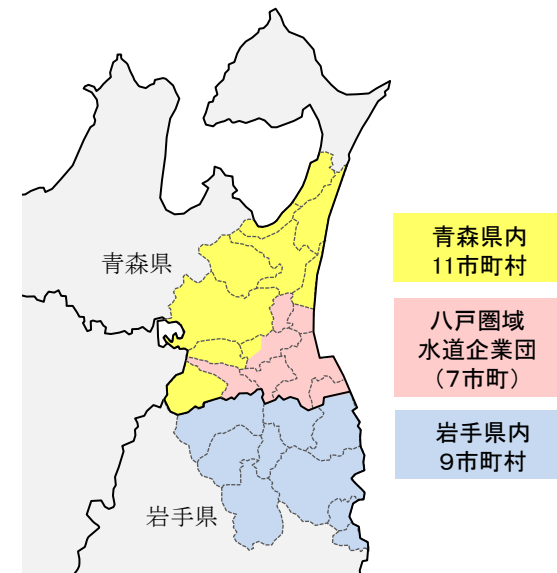 青森県
岩手県
青森県内
11市町村
八戸圏域
水道企業団
（7市町）
岩手県内
9市町村